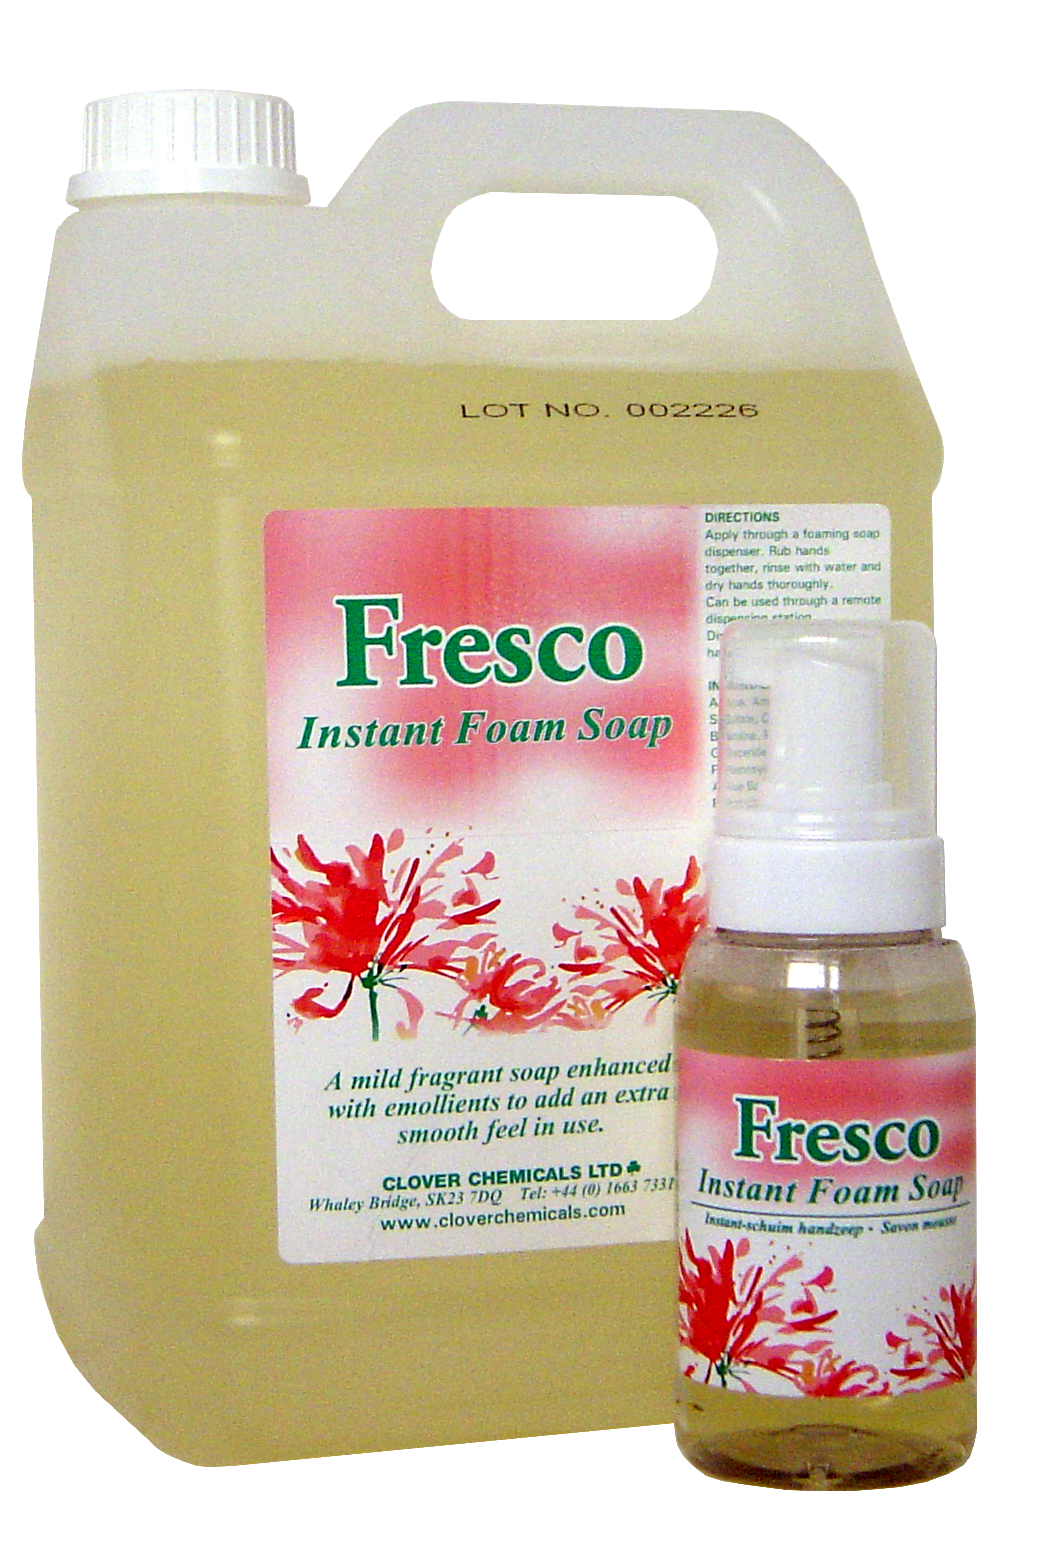 LOT NO. 002226
Fresco
Instant Foam Soap
A mild fragrant soap enhanced
with emollients to add an extra
smooth feel in use.
CLOVER CHEMICALS LTD
Whaley Bridge, SK23 7DQ Tel: +44 (0) 1663 7331
www.cloverchemicals.com
DIRECTIONS
Apply through a foaming soap
dispenser. Rub hands
together, rinse with water and
dry hands thoroughly.
Can be used through a remote
dispensing station.
Fresco
Instant Foam Soap
Instant-schuim handzeep • Savon mousse